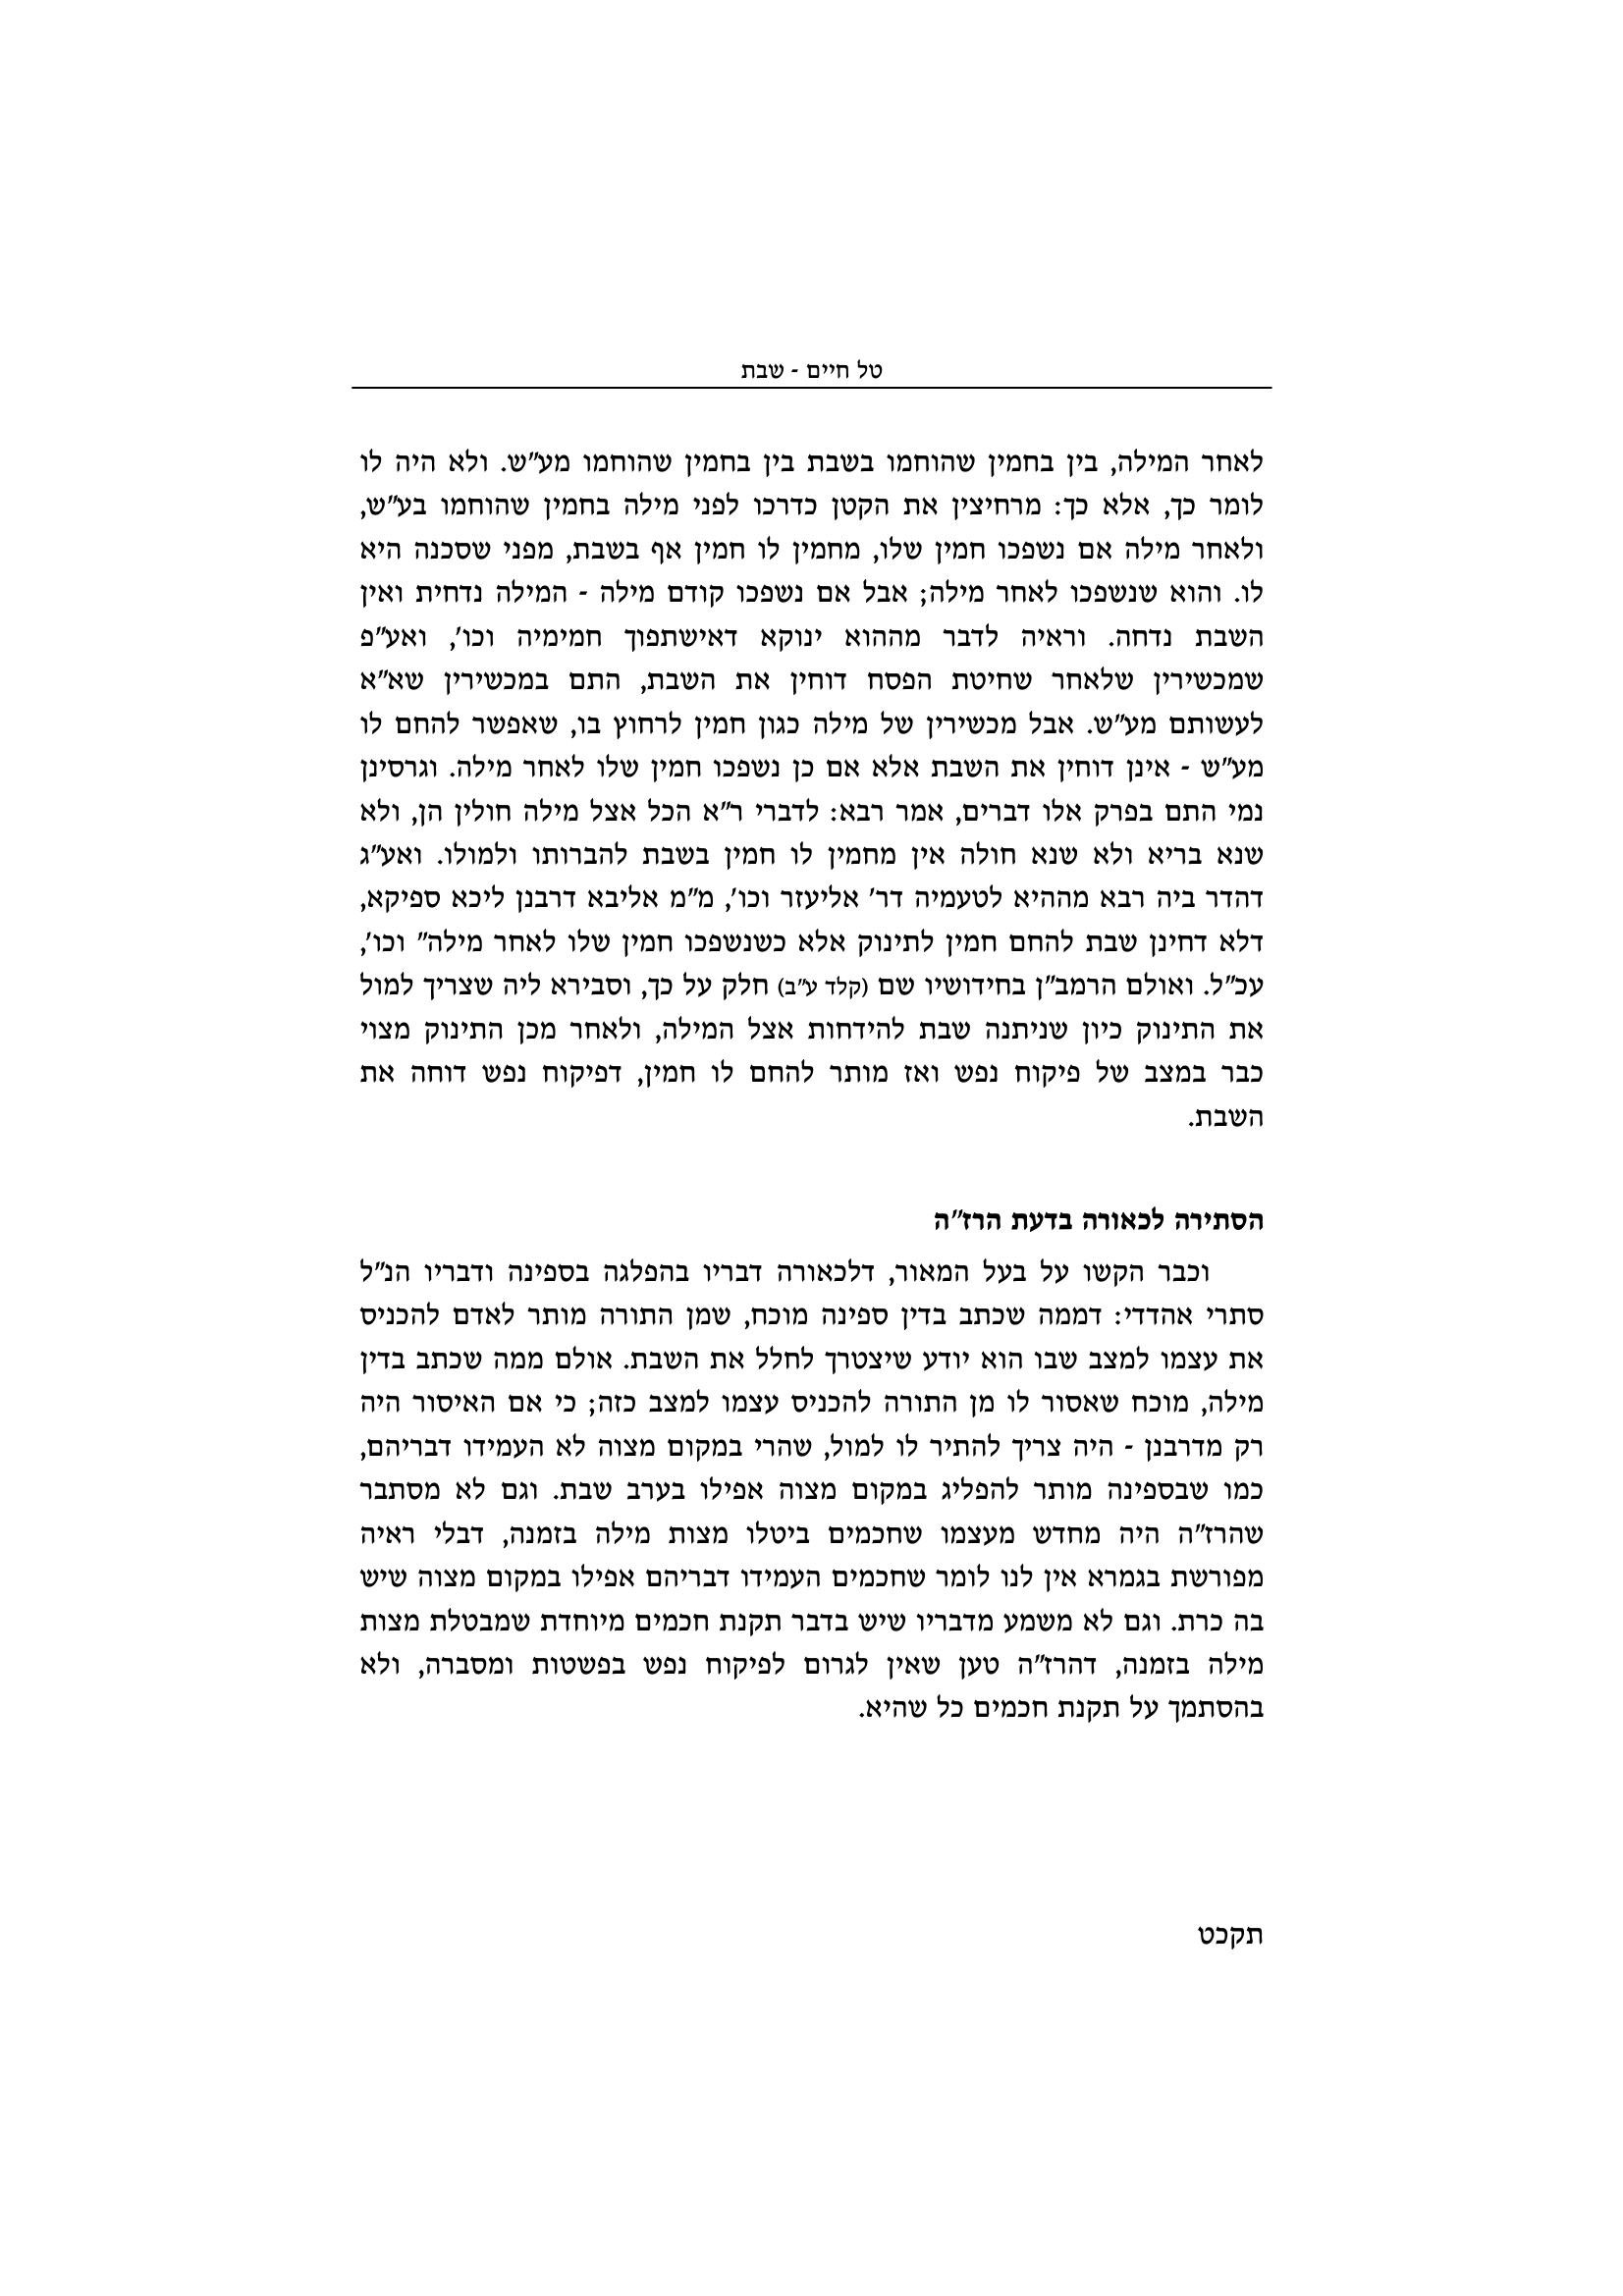 טל חיים - שבת
לאחר המילה, בין בחמין שהוחמו בשבת בין בחמין שהוחמו מע"ש. ולא היה לו
לומר כך, אלא כך: מרחיצין את הקטן כדרכו לפני מילה בחמין שהוחמו בע"ש,
ולאחר מילה אם נשפכו חמין שלו, מחמין לו חמין אף בשבת, מפני שסכנה היא
לו. והוא שנשפכו לאחר מילה; אבל אם נשפכו קודם מילה - המילה נדחית ואין
השבת נדחה. וראיה לדבר מההוא ינוקא דאישתפוך חמימיה וכו', ואע"פ
שמכשירין שלאחר שחיטת הפסח דוחין את השבת, התם במכשירין שא"א
לעשותם מע"ש. אבל מכשירין של מילה כגון חמין לרחוץ בו, שאפשר להחם לו
מע"ש - אינן דוחין את השבת אלא אם כן נשפכו חמין שלו לאחר מילה. וגרסינן
נמי התם בפרק אלו דברים, אמר רבא: לדברי ר"א הכל אצל מילה חולין הן, ולא
שנא בריא ולא שנא חולה אין מחמין לו חמין בשבת להברותו ולמולו. ואע"ג
דהדר ביה רבא מההיא לטעמיה דר' אליעזר וכו', מ"מ אליבא דרבנן ליכא ספיקא,
דלא דחינן שבת להחם חמין לתינוק אלא כשנשפכו חמין שלו לאחר מילה" וכו',
עכ"ל. ואולם הרמב"ן בחידושיו שם (קלד ע"ב) חלק על כך, וסבירא ליה שצריך למול
את התינוק כיון שניתנה שבת להידחות אצל המילה, ולאחר מכן התינוק מצוי
כבר במצב של פיקוח נפש ואז מותר להחם לו חמין, דפיקוח נפש דוחה את
השבת.
הסתירה לכאורה בדעת הרז"ה
וכבר הקשו על בעל המאור, דלכאורה דבריו בהפלגה בספינה ודבריו הנ"ל
סתרי אהדדי: דממה שכתב בדין ספינה מוכח, שמן התורה מותר לאדם להכניס
את עצמו למצב שבו הוא יודע שיצטרך לחלל את השבת. אולם ממה שכתב בדין
מילה, מוכח שאסור לו מן התורה להכניס עצמו למצב כזה; כי אם האיסור היה
רק מדרבנן - היה צריך להתיר לו למול, שהרי במקום מצוה לא העמידו דבריהם,
כמו שבספינה מותר להפליג במקום מצוה אפילו בערב שבת. וגם לא מסתבר
שהרז"ה היה מחדש מעצמו שחכמים ביטלו מצות מילה בזמנה, דבלי ראיה
מפורשת בגמרא אין לנו לומר שחכמים העמידו דבריהם אפילו במקום מצוה שיש
בה כרת. וגם לא משמע מדבריו שיש בדבר תקנת חכמים מיוחדת שמבטלת מצות
מילה בזמנה, דהרז"ה טען שאין לגרום לפיקוח נפש בפשטות ומסברה, ולא
בהסתמך על תקנת חכמים כל שהיא.
תקכט